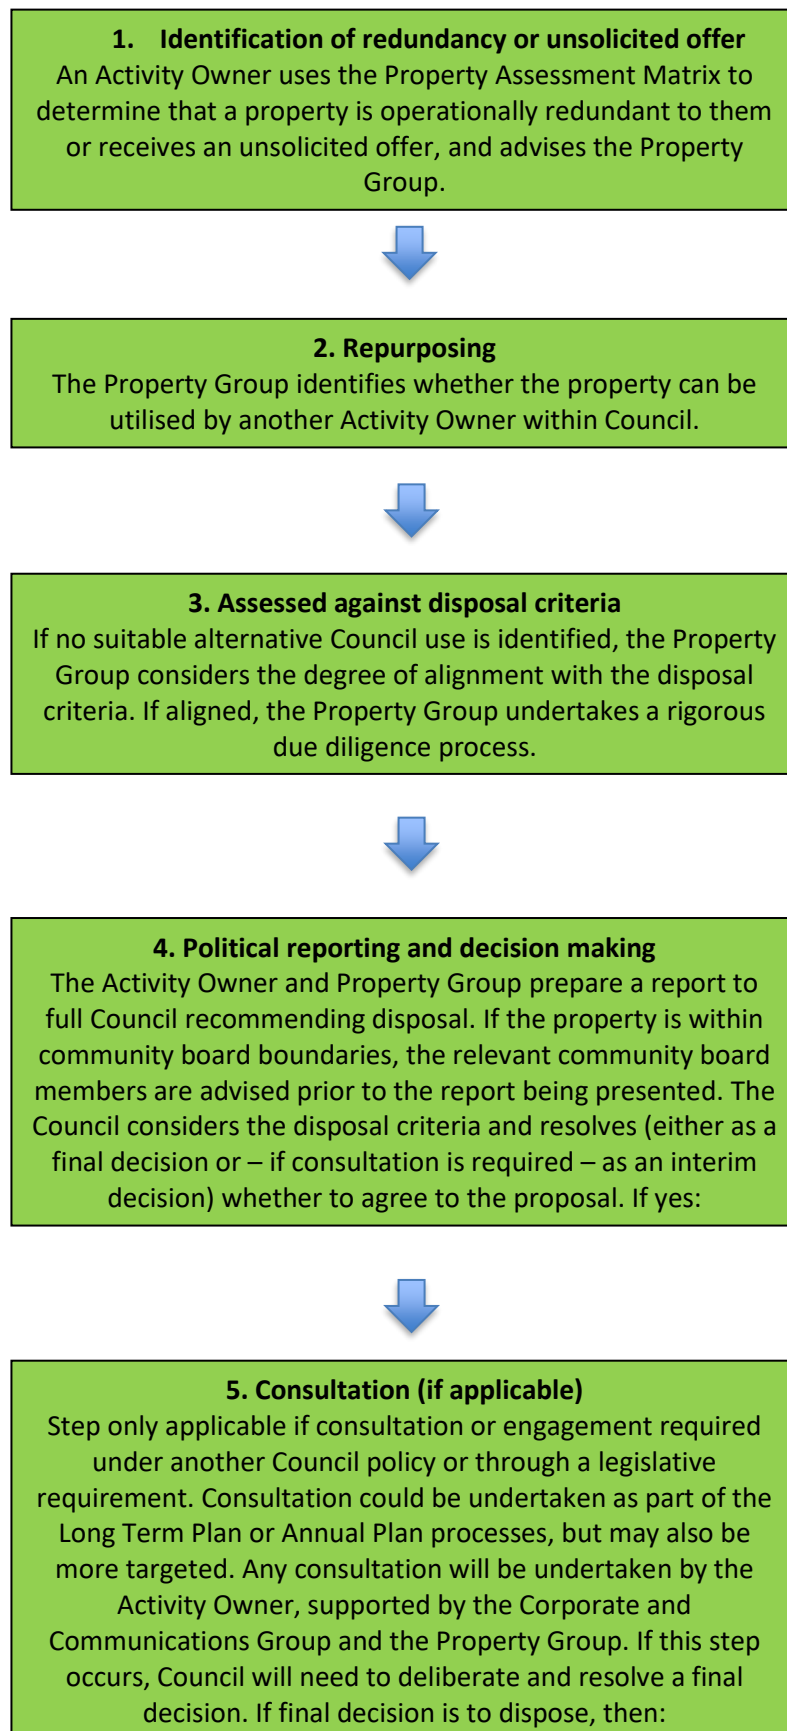 1. Identification of redundancy or unsolicited offer
An Activity Owner uses the Property Assessment Matrix to
determine that a property is operationally redundant to them
or receives an unsolicited offer, and advises the Property
Group.
2. Repurposing
The Property Group identifies whether the property can be
utilised by another Activity Owner within Council.
3. Assessed against disposal criteria
If no suitable alternative Council use is identified, the Property
Group considers the degree of alignment with the disposal
criteria. If aligned, the Property Group undertakes a rigorous
due diligence process.
4. Political reporting and decision making
The Activity Owner and Property Group prepare a report to
full Council recommending disposal. If the property is within
community board boundaries, the relevant community board
members are advised prior to the report being presented. The
Council considers the disposal criteria and resolves (either as a
final decision or – if consultation is required – as an interim
decision) whether to agree to the proposal. If yes:
5. Consultation (if applicable)
Step only applicable if consultation or engagement required
under another Council policy or through a legislative
requirement. Consultation could be undertaken as part of the
Long Term Plan or Annual Plan processes, but may also be
more targeted. Any consultation will be undertaken by the
Activity Owner, supported by the Corporate and
Communications Group and the Property Group. If this step
occurs, Council will need to deliberate and resolve a final
decision. If final decision is to dispose, then: